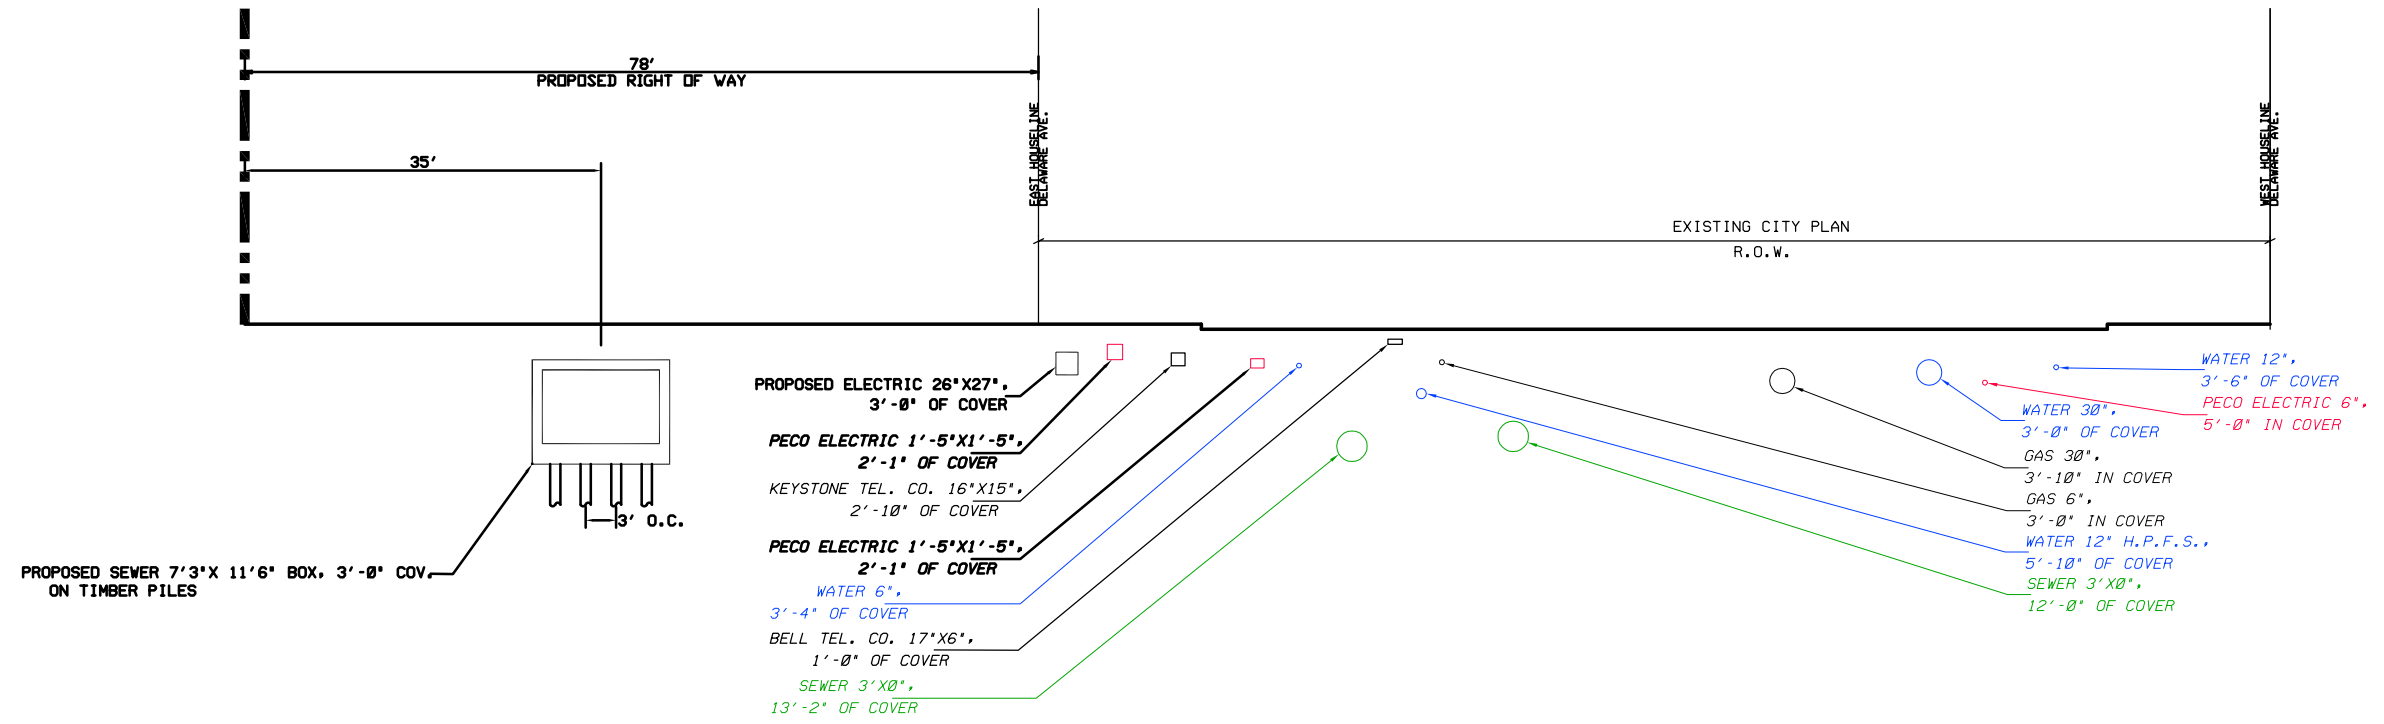 78'
PROPOSED RIGHT OF WAY
EAST HOUSELINE
DELAWARE AVE.
WEST HOUSELINE
DELAWARE AVE.
35'
EXISTING CITY PLAN
R.O.W.
PROPOSED ELECTRIC 26"X27",
3'-0" OF COVER
PECO ELECTRIC 1'-5"X1'-5",
2'-1" OF COVER
KEYSTONE TEL. CO. 16"X15",
2'-10" OF COVER
PECO ELECTRIC 1'-5"X1'-5",
2'-1" OF COVER
WATER 6",
3'-4" OF COVER
BELL TEL. CO. 17"X6",
1'-0" OF COVER
SEWER 3'X0",
13'-2" OF COVER
3' O.C.
PROPOSED SEWER 7'3"X 11'6" BOX, 3'-0" COV.
ON TIMBER PILES
WATER 12",
3'-6" OF COVER
PECO ELECTRIC 6",
5'-0" IN COVER
WATER 30",
3'-0" OF COVER
GAS 30",
3'-10" IN COVER
GAS 6",
3'-0" IN COVER
WATER 12" H.P.F.S.,
5'-10" OF COVER
SEWER 3'X0",
12'-0" OF COVER